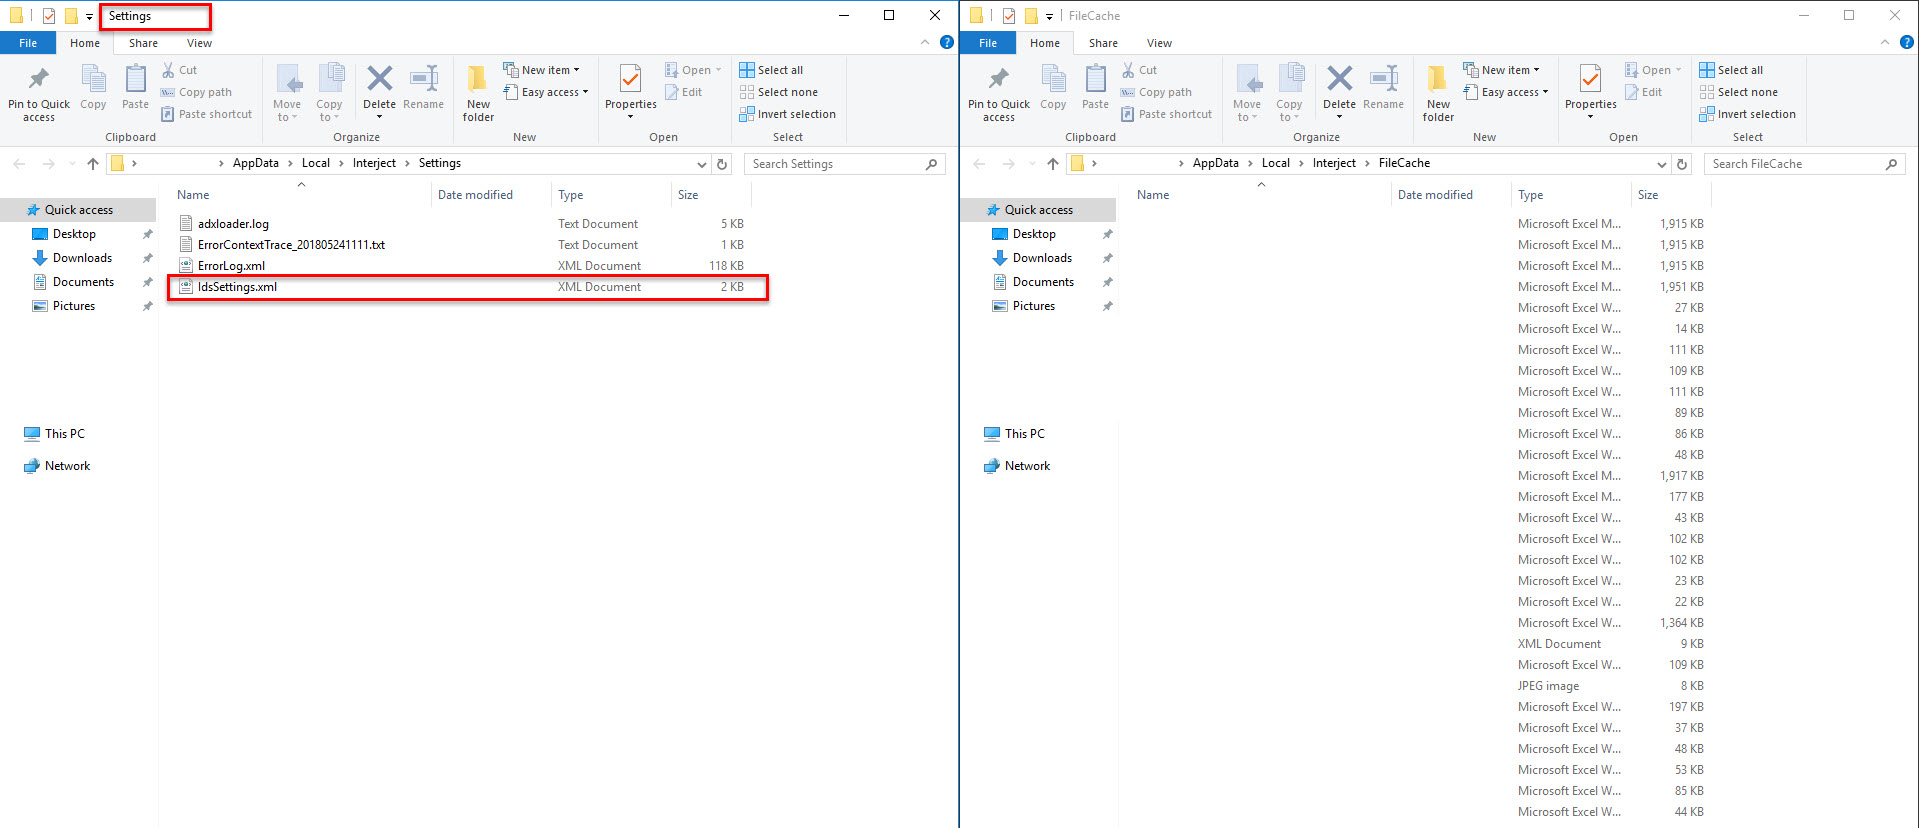 Settings
File Home Share View
Pin to Quick access
Copy
Paste
Cut
Copy path
Paste shortcut
Clipboard
Move to
Copy to
Delete
Rename
Organize
New folder
New item
Easy access
New
Properties
Open
Edit
Open
Select all
Select none
Invert selection
Select
AppData Local Interject Settings
Search Settings
Name Date modified Type Size
Quick access
Desktop
Downloads
Documents
Pictures
This PC
Network
adxloader.log Text Document 5 KB
ErrorContextTrace_201805241111.txt Text Document 1 KB
ErrorLog.xml XML Document 118 KB
IdsSettings.xml XML Document 2 KB
FileCache
File Home Share View
Pin to Quick access
Copy
Paste
Cut
Copy path
Paste shortcut
Clipboard
Move to
Copy to
Delete
Rename
Organize
New folder
New item
Easy access
New
Properties
Open
Edit
Open
Select all
Select none
Invert selection
Select
AppData Local Interject FileCache
Search FileCache
Name Date modified Type Size
Quick access
Desktop
Downloads
Documents
Pictures
This PC
Network
Microsoft Excel M... 1,915 KB
Microsoft Excel M... 1,915 KB
Microsoft Excel M... 1,915 KB
Microsoft Excel M... 1,951 KB
Microsoft Excel W... 27 KB
Microsoft Excel W... 14 KB
Microsoft Excel W... 111 KB
Microsoft Excel W... 109 KB
Microsoft Excel W... 111 KB
Microsoft Excel W... 89 KB
Microsoft Excel W... 86 KB
Microsoft Excel W... 48 KB
Microsoft Excel M... 1,917 KB
Microsoft Excel M... 177 KB
Microsoft Excel W... 43 KB
Microsoft Excel W... 102 KB
Microsoft Excel W... 102 KB
Microsoft Excel W... 23 KB
Microsoft Excel W... 22 KB
Microsoft Excel W... 1,364 KB
XML Document 9 KB
Microsoft Excel W... 109 KB
JPEG image 8 KB
Microsoft Excel W... 197 KB
Microsoft Excel W... 37 KB
Microsoft Excel W... 48 KB
Microsoft Excel W... 53 KB
Microsoft Excel W... 85 KB
Microsoft Excel W... 44 KB